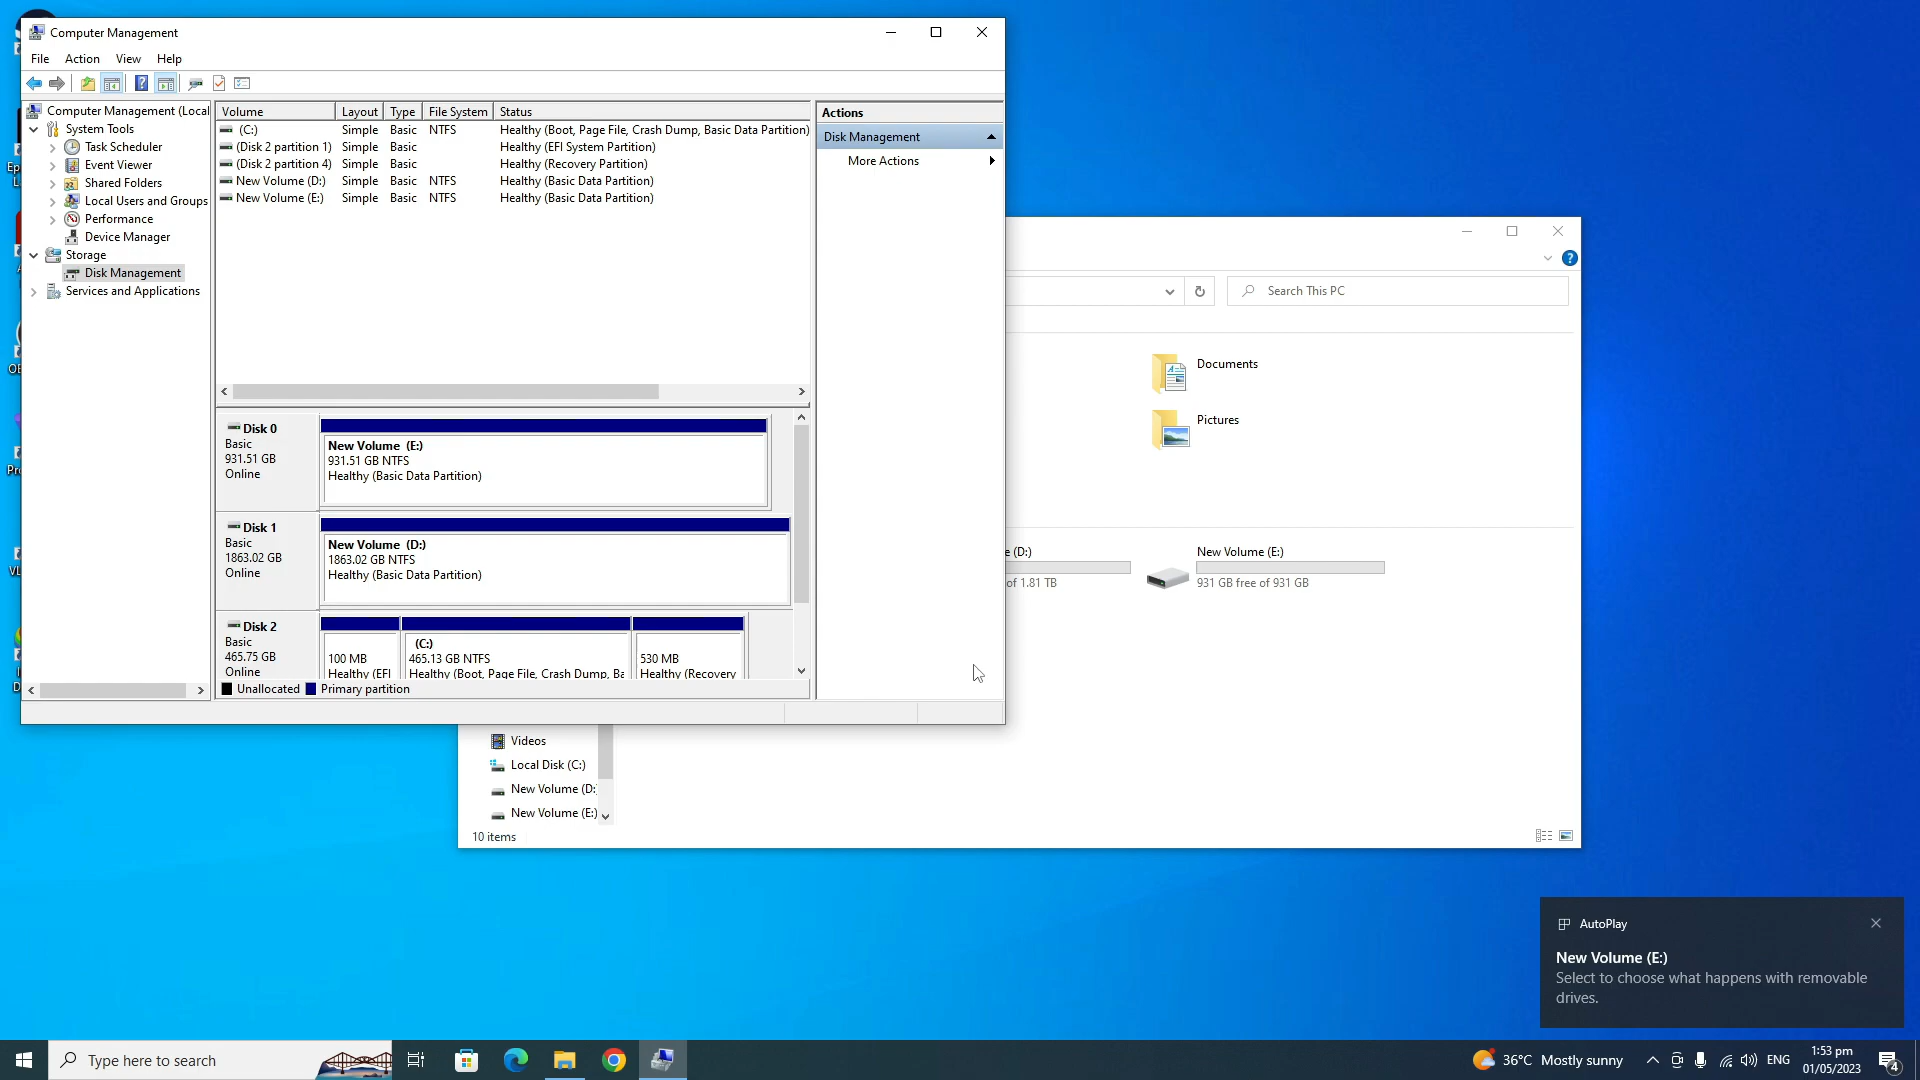 Computer Management
File Action View Help
Computer Management (Local
System Tools
Task Scheduler
Event Viewer
Shared Folders
Local Users and Groups
Performance
Device Manager
Storage
Disk Management
Services and Applications
Volume Layout Type File System Status
(C:) Simple Basic NTFS Healthy (Boot, Page File, Crash Dump, Basic Data Partition)
(Disk 2 partition 1) Simple Basic Healthy (EFI System Partition)
(Disk 2 partition 4) Simple Basic Healthy (Recovery Partition)
New Volume (D:) Simple Basic NTFS Healthy (Basic Data Partition)
New Volume (E:) Simple Basic NTFS Healthy (Basic Data Partition)
Disk 0
Basic
931.51 GB
Online
New Volume (E:)
931.51 GB NTFS
Healthy (Basic Data Partition)
Disk 1
Basic
1863.02 GB
Online
New Volume (D:)
1863.02 GB NTFS
Healthy (Basic Data Partition)
Disk 2
Basic
465.75 GB
Online
100 MB
Healthy (EFI
(C:)
465.13 GB NTFS
Healthy (Boot, Page File, Crash Dump, Ba
530 MB
Healthy (Recovery
Unallocated Primary partition
Actions
Disk Management
More Actions
Search This PC
Documents
Pictures
e (D:)
of 1.81 TB
New Volume (E:)
931 GB free of 931 GB
Videos
Local Disk (C:)
New Volume (D:
New Volume (E:)
10 items
AutoPlay
New Volume (E:)
Select to choose what happens with removable
drives.
Type here to search
36°C Mostly sunny
ENG
1:53 pm
01/05/2023
4